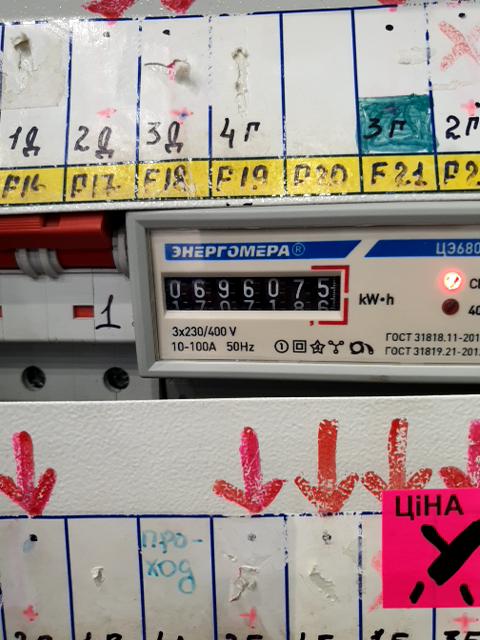 1Д 2Д 3Д 4Г 3Г 2Г
F16 F17 F18 F19 F20 F21
ЭНЕРГОМЕРА®
ЦЭ680
0696075
kW·h
1
3x230/400 V
10-100A 50Hz
ГОСТ 31818.11-201
ГОСТ 31819.21-201
ЦіНА
про-
ход